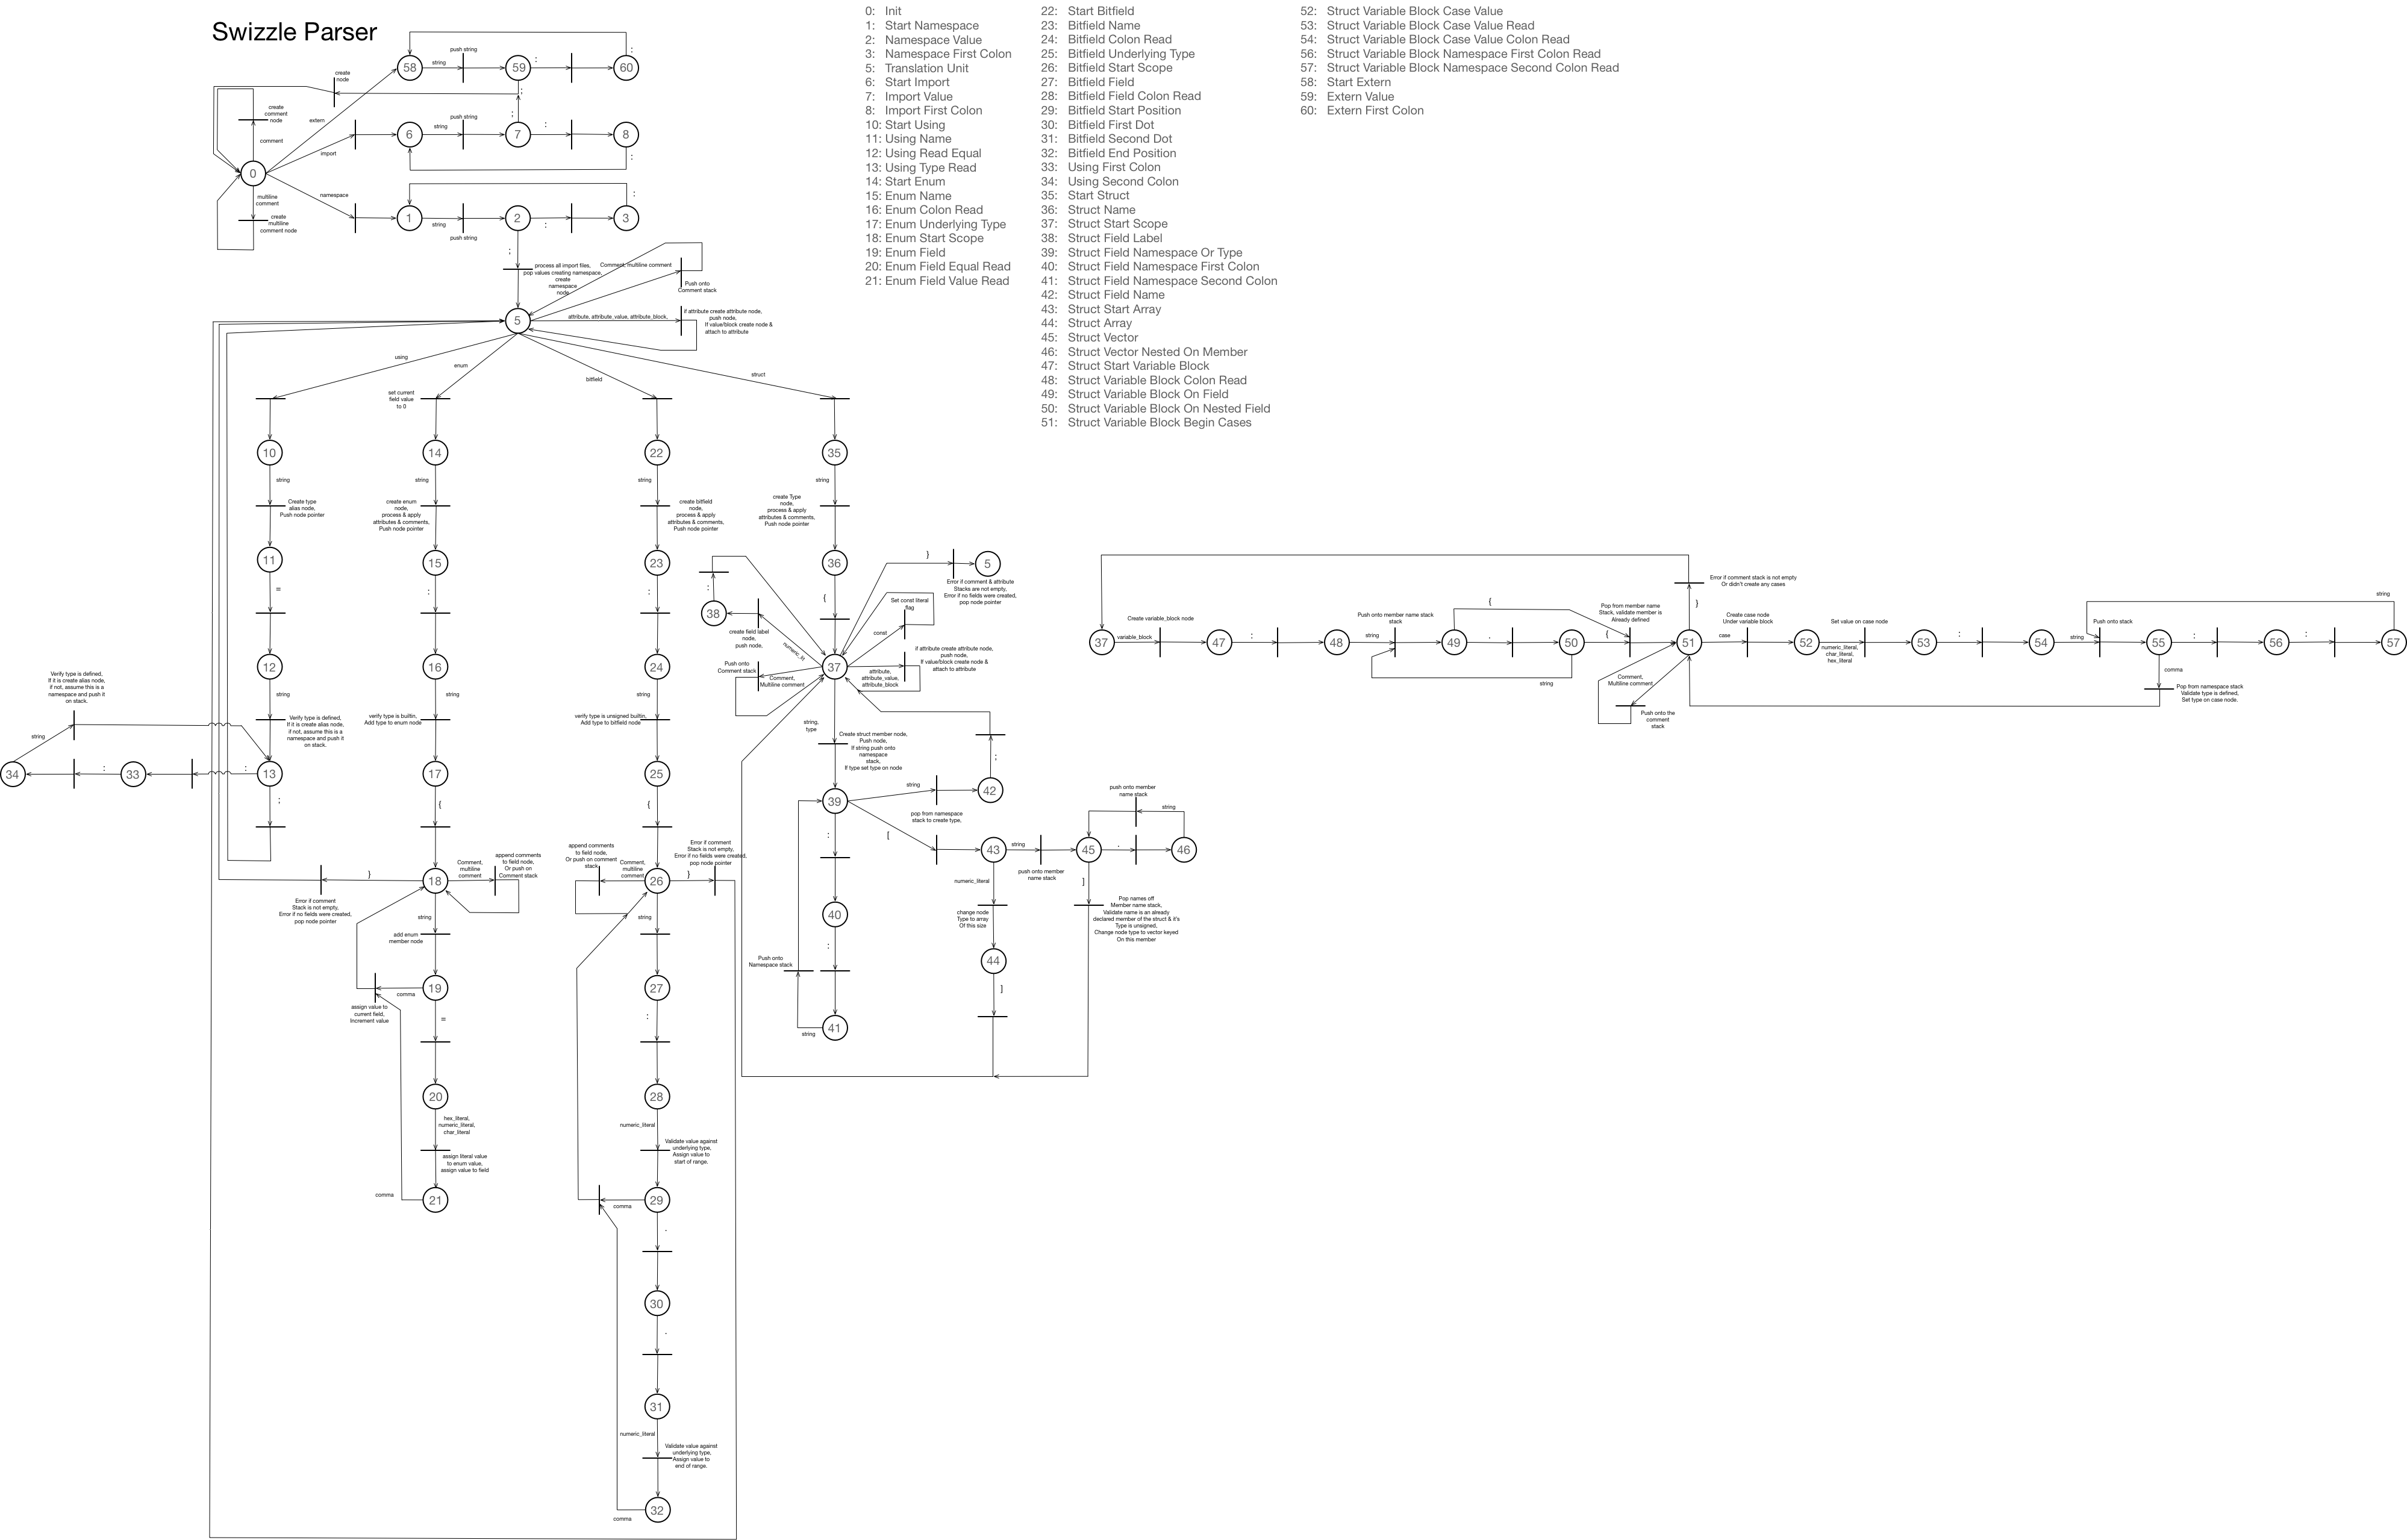 Swizzle Parser
0: Init
1: Start Namespace
2: Namespace Value
3: Namespace First Colon
5: Translation Unit
6: Start Import
7: Import Value
8: Import First Colon
10: Start Using
11: Using Name
12: Using Read Equal
13: Using Type Read
14: Start Enum
15: Enum Name
16: Enum Colon Read
17: Enum Underlying Type
18: Enum Start Scope
19: Enum Field
20: Enum Field Equal Read
21: Enum Field Value Read
22: Start Bitfield
23: Bitfield Name
24: Bitfield Colon Read
25: Bitfield Underlying Type
26: Bitfield Start Scope
27: Bitfield Field
28: Bitfield Field Colon Read
29: Bitfield Start Position
30: Bitfield First Dot
31: Bitfield Second Dot
32: Bitfield End Position
33: Using First Colon
34: Using Second Colon
35: Start Struct
36: Struct Name
37: Struct Start Scope
38: Struct Field Label
39: Struct Field Namespace Or Type
40: Struct Field Namespace First Colon
41: Struct Field Namespace Second Colon
42: Struct Field Name
43: Struct Start Array
44: Struct Array
45: Struct Vector
46: Struct Vector Nested On Member
47: Struct Start Variable Block
48: Struct Variable Block Colon Read
49: Struct Variable Block On Field
50: Struct Variable Block On Nested Field
51: Struct Variable Block Begin Cases
52: Struct Variable Block Case Value
53: Struct Variable Block Case Value Read
54: Struct Variable Block Case Value Colon Read
56: Struct Variable Block Namespace First Colon Read
57: Struct Variable Block Namespace Second Colon Read
58: Start Extern
59: Extern Value
60: Extern First Colon
58
string
push string
59
:
60
:
create
node
;
create
comment
node
comment
extern
import
6
string
push string
7
;
:
8
:
0
multiline
comment
create
multiline
comment node
namespace
1
string
push string
2
:
3
:
;
process all import files,
pop values creating namespace,
create
namespace
node
Comment, multiline comment
Push onto
Comment stack
5
attribute, attribute_value, attribute_block,
if attribute create attribute node,
push node,
If value/block create node &
attach to attribute
using
enum
bitfield
struct
set current
field value
to 0
10
string
Create type
alias node,
Push node pointer
11
=
12
string
Verify type is defined,
If it is create alias node,
if not, assume this is a
namespace and push it
on stack.
13
:
33
:
34
string
Verify type is defined,
If it is create alias node,
if not, assume this is a
namespace and push it
on stack.
;
14
string
create enum
node,
process & apply
attributes & comments,
Push node pointer
15
:
16
string
verify type is builtin,
Add type to enum node
17
{
18
}
Error if comment
Stack is not empty,
Error if no fields were created,
pop node pointer
Comment,
multiline
comment
append comments
to field node,
Or push on
Comment stack
string
add enum
member node
19
comma
assign value to
current field,
Increment value
=
20
hex_literal,
numeric_literal,
char_literal
assign literal value
to enum value,
assign value to field
21
comma
22
string
create bitfield
node,
process & apply
attributes & comments,
Push node pointer
23
:
24
string
verify type is unsigned builtin,
Add type to bitfield node
25
{
26
append comments
to field node,
Or push on comment
stack
Comment,
multiline
comment
}
Error if comment
Stack is not empty,
Error if no fields were created,
pop node pointer
string
27
:
28
numeric_literal
Validate value against
underlying type,
Assign value to
start of range.
29
comma
.
30
.
31
numeric_literal
Validate value against
underlying type,
Assign value to
end of range.
32
comma
35
string
create Type
node,
process & apply
attributes & comments,
Push node pointer
36
{
37
}
5
Error if comment & attribute
Stacks are not empty,
Error if no fields were created,
pop node pointer
const
Set const literal
flag
:
38
create field label
node,
push node,
numeric_lit
Push onto
Comment stack
Comment,
Multiline comment
attribute,
attribute_value,
attribute_block
if attribute create attribute node,
push node,
If value/block create node &
attach to attribute
string,
type
Create struct member node,
Push node,
If string push onto
namespace
stack,
If type set type on node
39
string
42
;
pop from namespace
stack to create type,
[
43
string
push onto member
name stack
45
.
46
string
push onto member
name stack
numeric_literal
change node
Type to array
Of this size
44
]
]
Pop names off
Member name stack,
Validate name is an already
declared member of the struct & it's
Type is unsigned,
Change node type to vector keyed
On this member
:
40
:
41
string
Push onto
Namespace stack
37
variable_block
Create variable_block node
47
:
48
string
Push onto member name stack
stack
49
.
50
string
{
{
Pop from member name
Stack, validate member is
Already defined
51
}
Error if comment stack is not empty
Or didn't create any cases
Comment,
Multiline comment
Push onto the
comment
stack
case
Create case node
Under variable block
52
numeric_literal,
char_literal,
hex_literal
Set value on case node
53
:
54
string
Push onto stack
55
:
56
:
57
string
comma
Pop from namespace stack
Validate type is defined,
Set type on case node,